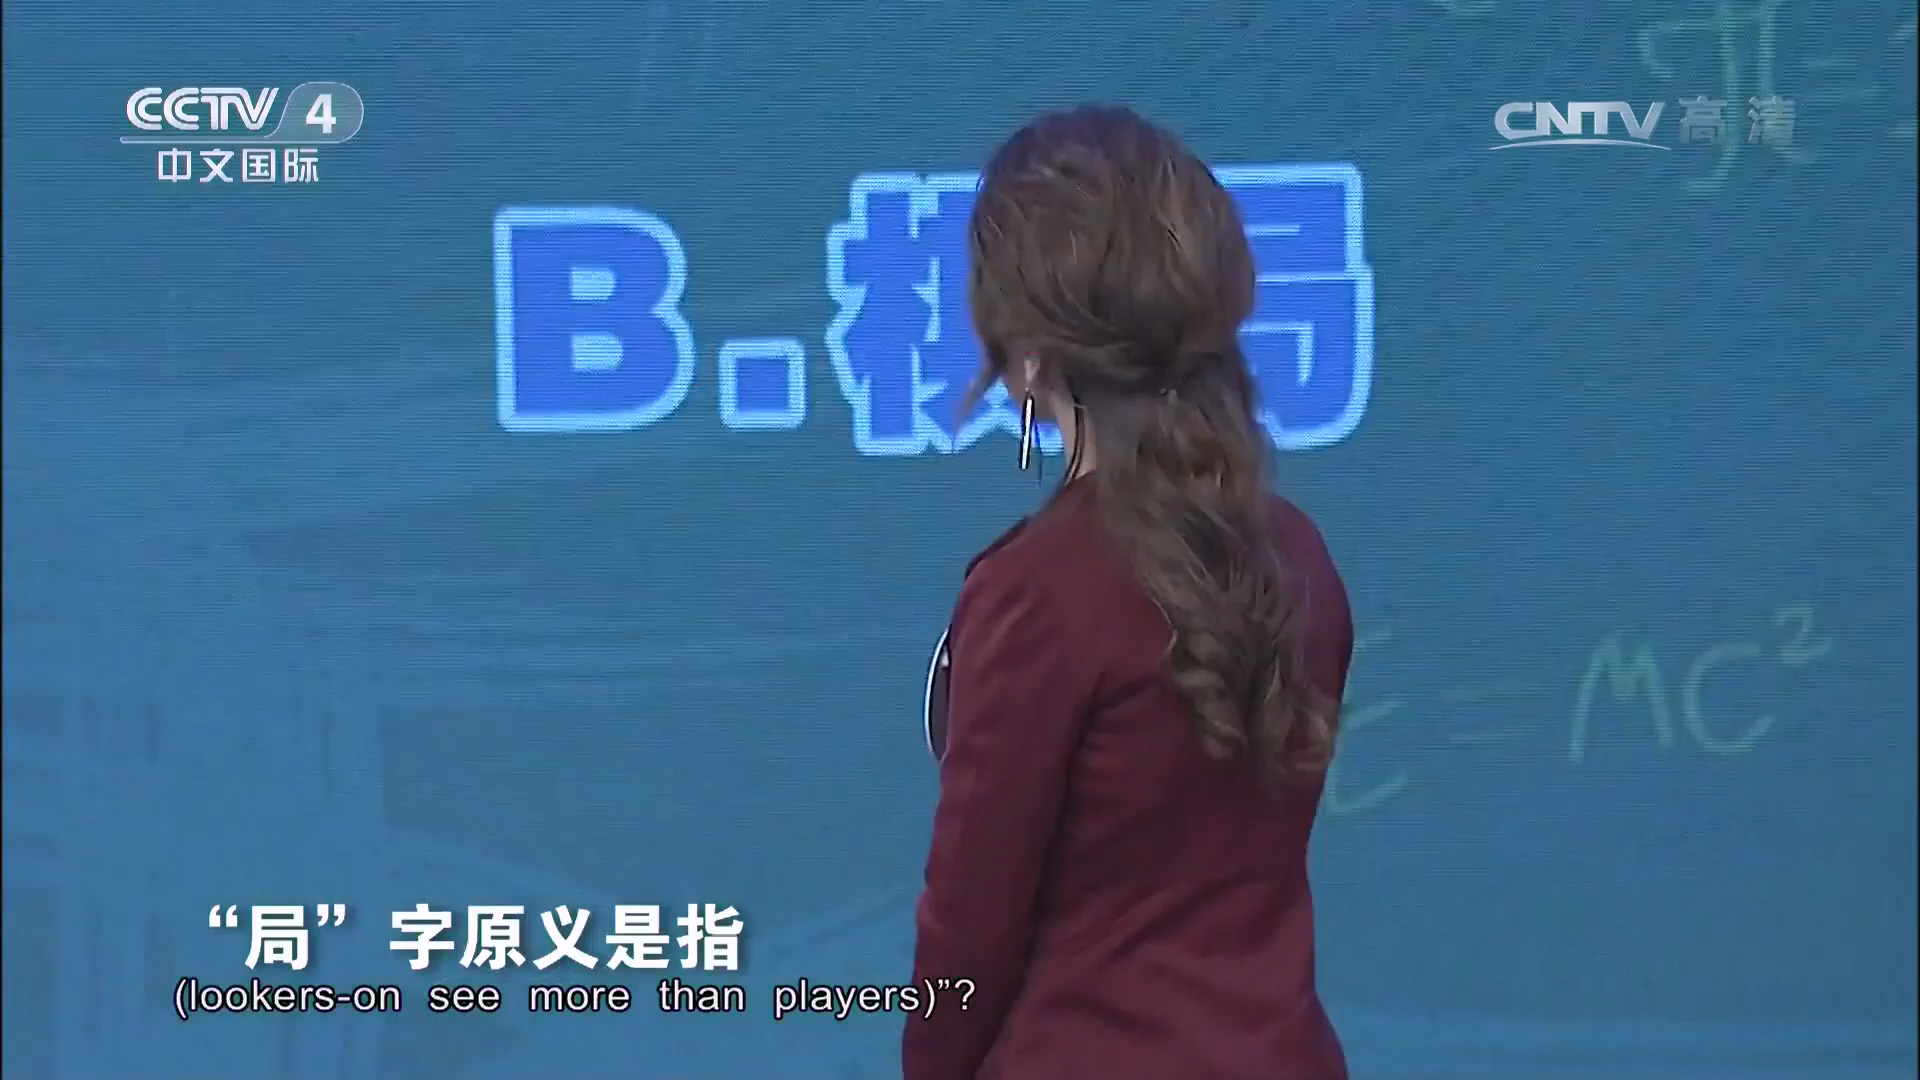 CCTV 4
中文国际
CNTV 高清
B. 局
E = MC²
“局”字原义是指
(lookers-on see more than players)”?